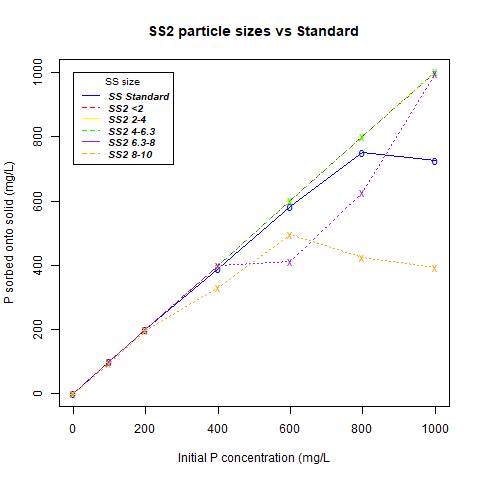 SS2 particle sizes vs Standard
SS size
SS Standard
SS2 <2
SS2 2-4
SS2 4-6.3
SS2 6.3-8
SS2 8-10
P sorbed onto solid (mg/L)
1000
800
600
400
200
0
0 200 400 600 800 1000
Initial P concentration (mg/L